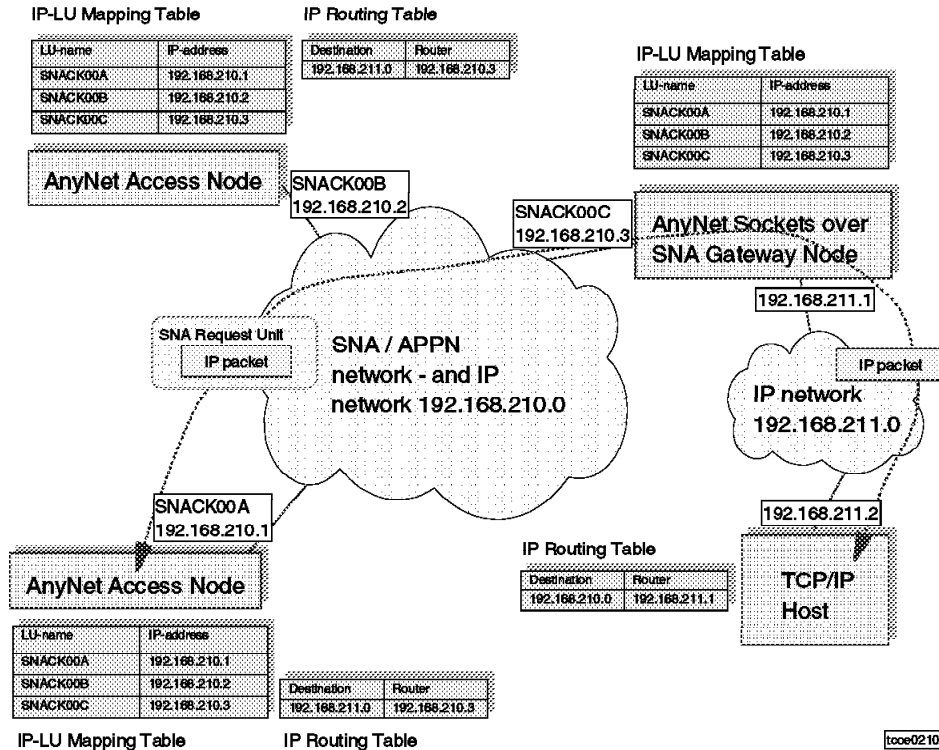 IP-LU Mapping Table
LU-name IP-address
SNACK00A 192.168.210.1
SNACK00B 192.168.210.2
SNACK00C 192.168.210.3
IP Routing Table
Destination Router
192.168.211.0 192.168.210.3
IP-LU Mapping Table
LU-name IP-address
SNACK00A 192.168.210.1
SNACK00B 192.168.210.2
SNACK00C 192.168.210.3
AnyNet Access Node
SNACK00B
192.168.210.2
SNACK00C
192.168.210.3
AnyNet Sockets over
SNA Gateway Node
192.168.211.1
SNA Request Unit
IP packet
SNA / APPN
network - and IP
network 192.168.210.0
IP packet
IP network
192.168.211.0
SNACK00A
192.168.210.1
192.168.211.2
AnyNet Access Node
IP Routing Table
Destination Router
192.168.210.0 192.168.211.1
TCP/IP
Host
LU-name IP-address
SNACK00A 192.168.210.1
SNACK00B 192.168.210.2
SNACK00C 192.168.210.3
IP-LU Mapping Table
Destination Router
192.168.211.0 192.168.210.3
IP Routing Table
tcoe0210